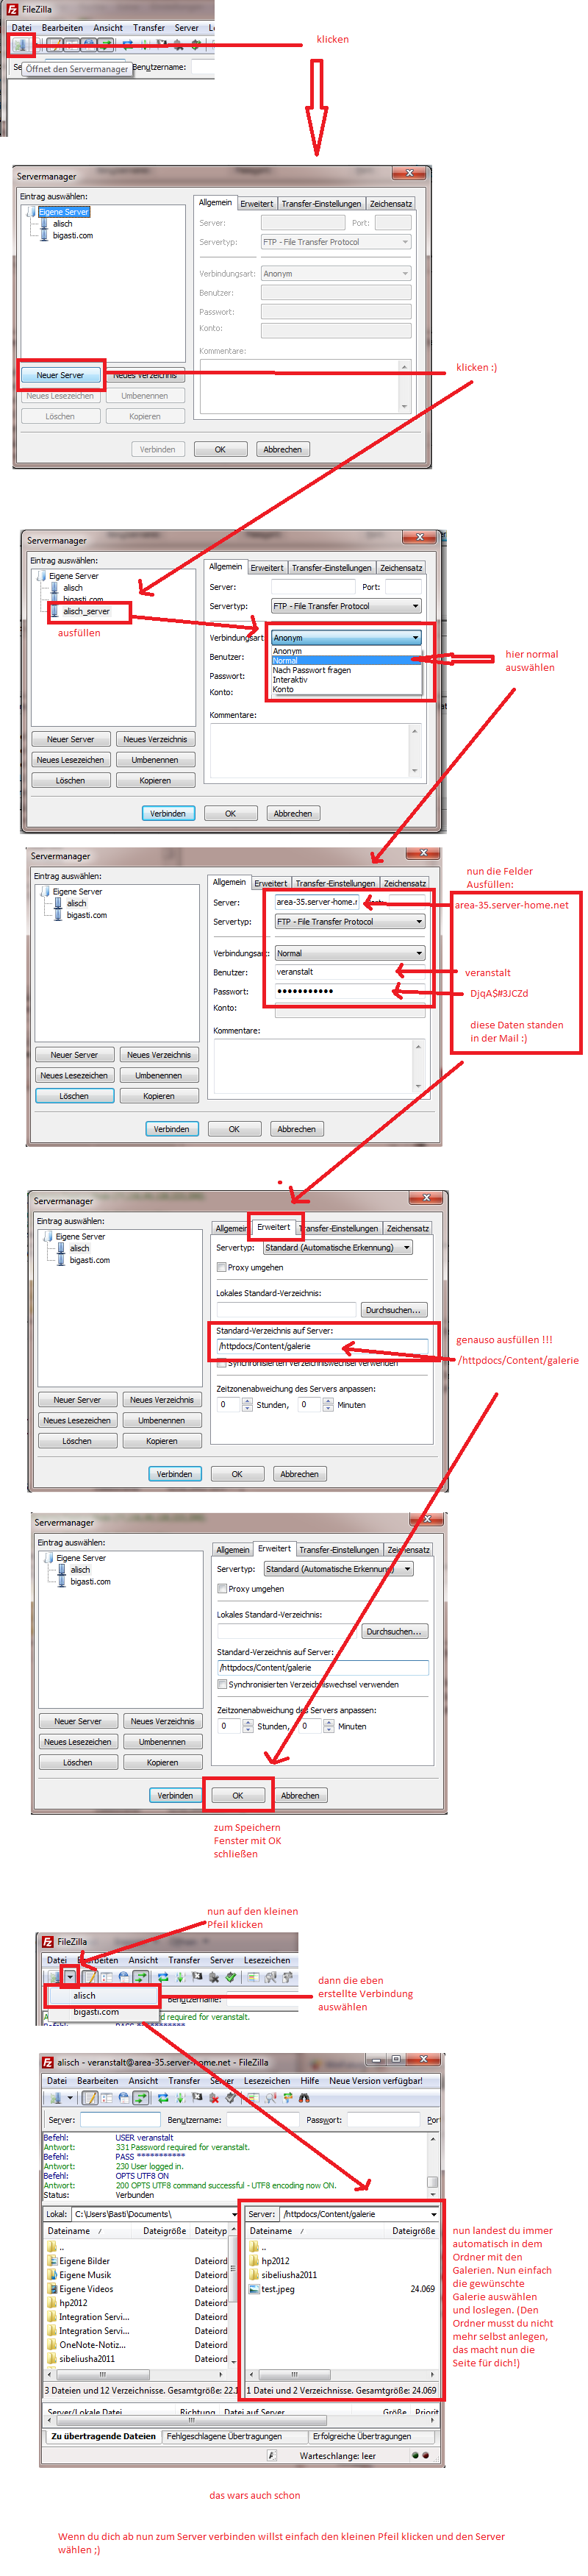 FileZilla
Datei Bearbeiten Ansicht Transfer Server
klicken
Öffnet den Servermanager
Benutzername:
Servermanager
Eintrag auswählen:
Eigene Server
alisch
bigasti.com
Allgemein Erweitert Transfer-Einstellungen Zeichensatz
Server: Port:
Servertyp: FTP - File Transfer Protocol
Verbindungsart: Anonym
Benutzer:
Passwort:
Konto:
Kommentare:
Neuer Server Neues Verzeichnis
klicken :)
Neues Lesezeichen Umbenennen
Löschen Kopieren
Verbinden OK Abbrechen
Servermanager
Eintrag auswählen:
Eigene Server
alisch
bigasti.com
alisch_server
ausfüllen
Allgemein Erweitert Transfer-Einstellungen Zeichensatz
Server: Port:
Servertyp: FTP - File Transfer Protocol
Verbindungsart: Anonym
Anonym
Normal
Nach Passwort fragen
Interaktiv
Konto
hier normal
auswählen
Benutzer:
Passwort:
Konto:
Kommentare:
Neuer Server Neues Verzeichnis
Neues Lesezeichen Umbenennen
Löschen Kopieren
Verbinden OK Abbrechen
Servermanager
Eintrag auswählen:
Eigene Server
alisch
bigasti.com
Allgemein Erweitert Transfer-Einstellungen Zeichensatz
Server: area-35.server-home.r
Servertyp: FTP - File Transfer Protocol
Verbindungsart: Normal
Benutzer: veranstalt
Passwort: ●●●●●●●●●●●
Konto:
Kommentare:
nun die Felder
Ausfüllen:
area-35.server-home.net
veranstalt
DjqA$#3JCZd
diese Daten standen
in der Mail :)
Neuer Server Neues Verzeichnis
Neues Lesezeichen Umbenennen
Löschen Kopieren
Verbinden OK Abbrechen
Servermanager
Eintrag auswählen:
Eigene Server
alisch
bigasti.com
Allgemein Erweitert Transfer-Einstellungen Zeichensatz
Servertyp: Standard (Automatische Erkennung)
Proxy umgehen
Lokales Standard-Verzeichnis:
Durchsuchen...
Standard-Verzeichnis auf Server:
/httpdocs/Content/galerie
Synchronisierten Verzeichniswechsel verwenden
genauso ausfüllen !!!
/httpdocs/Content/galerie
Zeitzonenabweichung des Servers anpassen:
0 Stunden, 0 Minuten
Neuer Server Neues Verzeichnis
Neues Lesezeichen Umbenennen
Löschen Kopieren
Verbinden OK Abbrechen
Servermanager
Eintrag auswählen:
Eigene Server
alisch
bigasti.com
Allgemein Erweitert Transfer-Einstellungen Zeichensatz
Servertyp: Standard (Automatische Erkennung)
Proxy umgehen
Lokales Standard-Verzeichnis:
Durchsuchen...
Standard-Verzeichnis auf Server:
/httpdocs/Content/galerie
Synchronisierten Verzeichniswechsel verwenden
Zeitzonenabweichung des Servers anpassen:
0 Stunden, 0 Minuten
Neuer Server Neues Verzeichnis
Neues Lesezeichen Umbenennen
Löschen Kopieren
Verbinden OK Abbrechen
zum Speichern
Fenster mit OK
schließen
nun auf den kleinen
Pfeil klicken
FileZilla
Datei Bearbeiten Ansicht Transfer Server Lesezeichen
alisch
bigasti.com
dann die eben
erstellte Verbindung
auswählen
alisch - veranstalt@area-35.server-home.net - FileZilla
Datei Bearbeiten Ansicht Transfer Server Lesezeichen Hilfe Neue Version verfügbar!
Server: Benutzername: Passwort: Por
Befehl: USER veranstalt
Antwort: 331 Password required for veranstalt.
Befehl: PASS ***********
Antwort: 230 User logged in.
Befehl: OPTS UTF8 ON
Antwort: 200 OPTS UTF8 command successful - UTF8 encoding now ON.
Status: Verbunden
Lokal: C:\Users\Basti\Documents\
Dateiname / Dateigröße Dateityp
..
Eigene Bilder Dateiord
Eigene Musik Dateiord
Eigene Videos Dateiord
hp2012 Dateiord
Integration Servi... Dateiord
Integration Servi... Dateiord
OneNote-Notiz... Dateiord
sibeliusha2011 Dateiord
3 Dateien und 12 Verzeichnisse. Gesamtgröße: 22.1
Server: /httpdocs/Content/galerie
Dateiname / Dateigröße
..
hp2012
sibeliusha2011
test.jpeg 24.069
1 Datei und 2 Verzeichnisse. Gesamtgröße: 24.069
nun landest du immer
automatisch in dem
Ordner mit den
Galerien. Nun einfach
die gewünschte
Galerie auswählen
und loslegen. (Den
Ordner musst du nicht
mehr selbst anlegen,
das macht nun die
Seite für dich!)
Server/Lokale Datei Richtung Datei auf Server Größe Priorit
Zu übertragende Dateien Fehlgeschlagene Übertragungen Erfolgreiche Übertragungen
Warteschlange: leer
das wars auch schon
Wenn du dich ab nun zum Server verbinden willst einfach den kleinen Pfeil klicken und den Server
wählen ;)